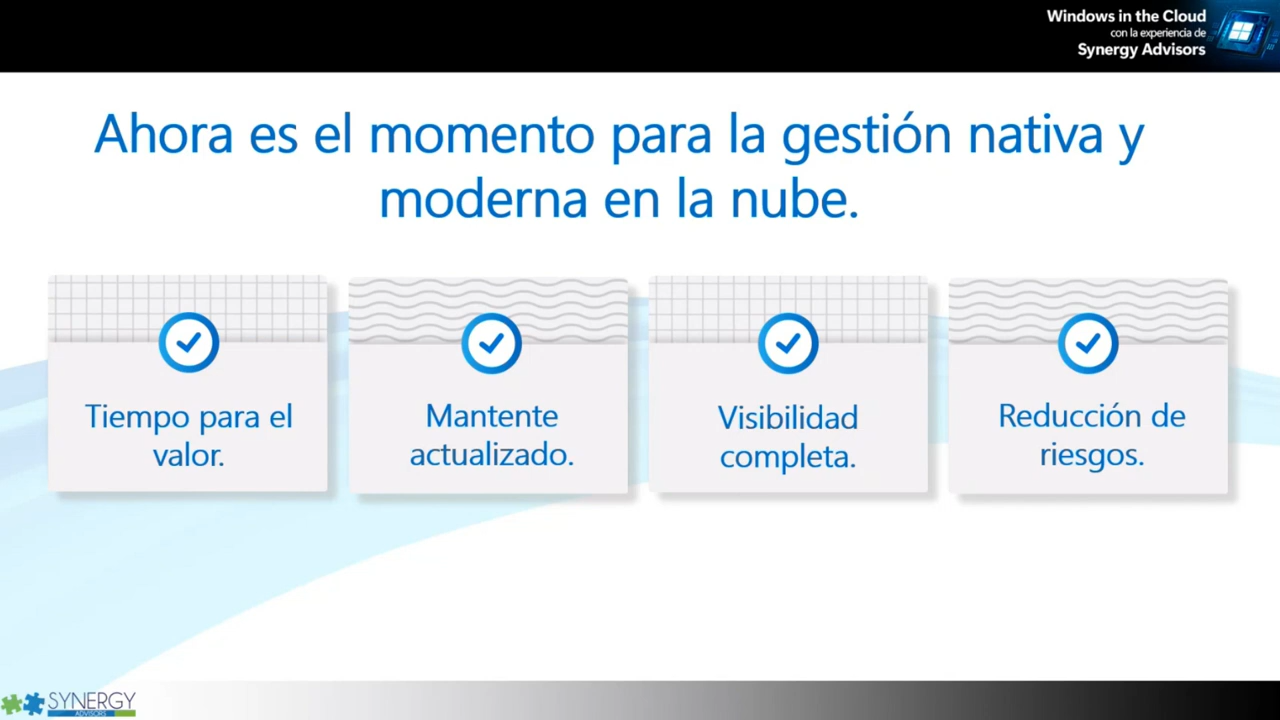 Windows in the Cloud
con la experiencia de
Synergy Advisors
Ahora es el momento para la gestión nativa y
moderna en la nube.
Tiempo para el
valor.
Mantente
actualizado.
Visibilidad
completa.
Reducción de
riesgos.
SYNERGY
ADVISORS